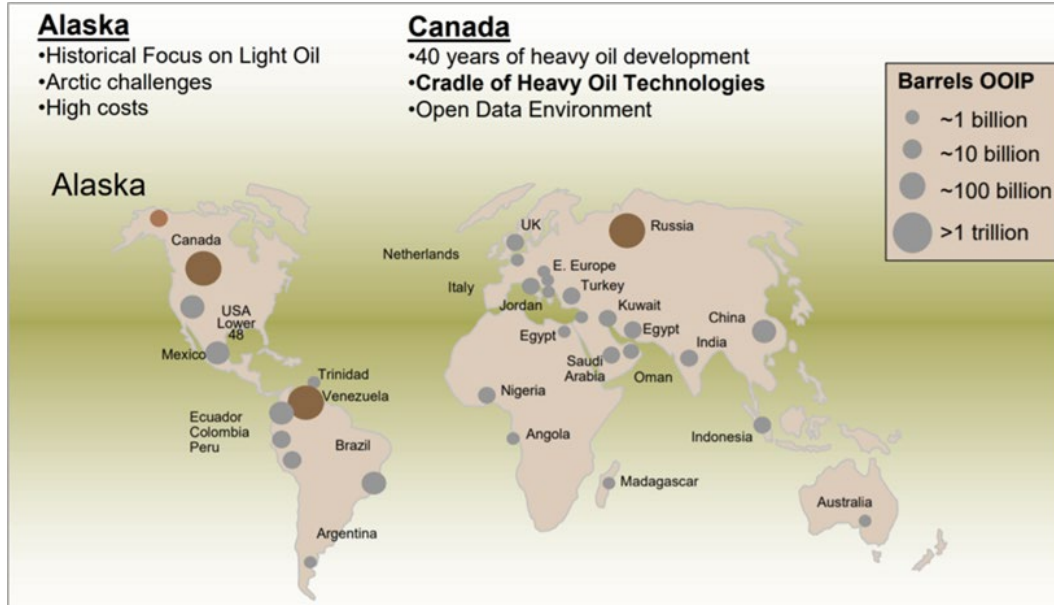 Alaska
•Historical Focus on Light Oil
•Arctic challenges
•High costs
Canada
•40 years of heavy oil development
•Cradle of Heavy Oil Technologies
•Open Data Environment
Barrels OOIP
~1 billion
~10 billion
~100 billion
>1 trillion
Alaska
Canada
USA
Lower
48
Mexico
Trinidad
Venezuela
Ecuador
Colombia
Peru
Brazil
Argentina
UK
Netherlands
Russia
E. Europe
Italy
Turkey
Jordan
Kuwait
Egypt
Egypt
Saudi
Arabia
Oman
India
China
Nigeria
Angola
Madagascar
Indonesia
Australia